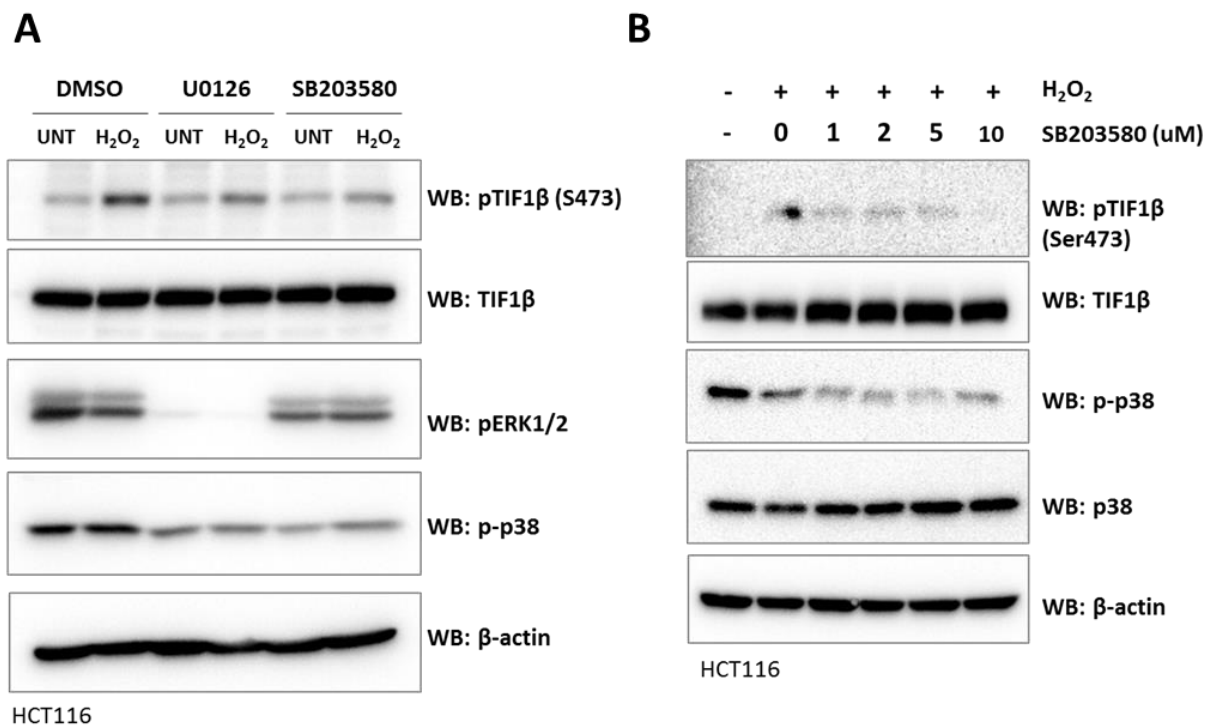 A
DMSO U0126 SB203580
UNT H₂O₂ UNT H₂O₂ UNT H₂O₂
WB: pTIF1β (S473)
WB: TIF1β
WB: pERK1/2
WB: p-p38
WB: β-actin
HCT116
B
- + + + + + H₂O₂
- 0 1 2 5 10 SB203580 (uM)
WB: pTIF1β
(Ser473)
WB: TIF1β
WB: p-p38
WB: p38
WB: β-actin
HCT116